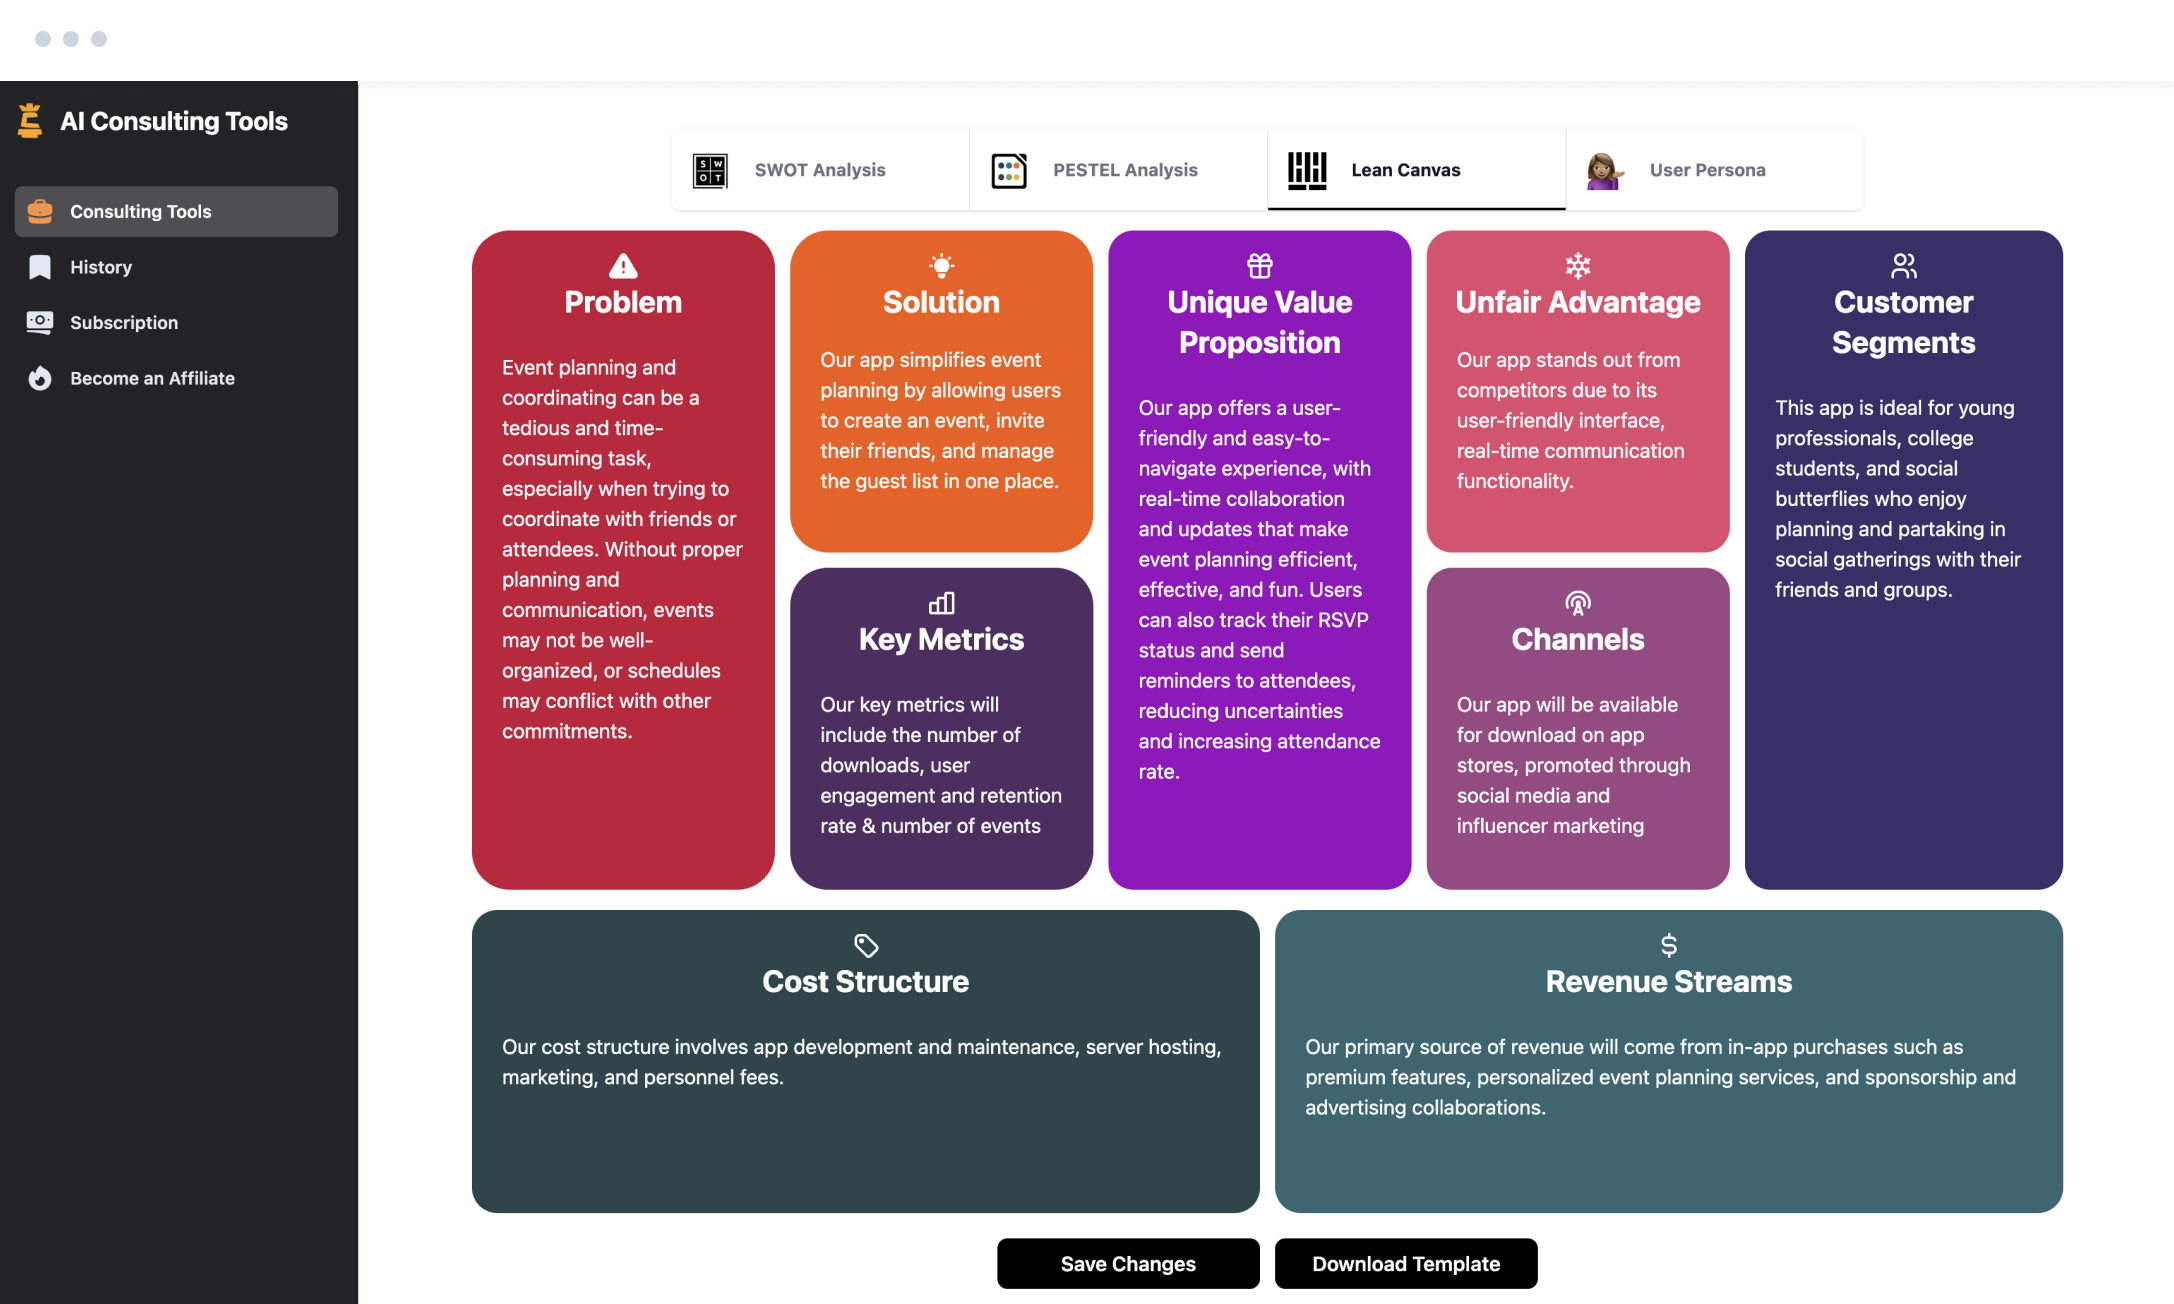 AI Consulting Tools
Consulting Tools
History
Subscription
Become an Affiliate
S W
O T
SWOT Analysis
PESTEL Analysis
Lean Canvas
User Persona
Problem
Event planning and
coordinating can be a
tedious and time-
consuming task,
especially when trying to
coordinate with friends or
attendees. Without proper
planning and
communication, events
may not be well-
organized, or schedules
may conflict with other
commitments.
Solution
Our app simplifies event
planning by allowing users
to create an event, invite
their friends, and manage
the guest list in one place.
Key Metrics
Our key metrics will
include the number of
downloads, user
engagement and retention
rate & number of events
Unique Value
Proposition
Our app offers a user-
friendly and easy-to-
navigate experience, with
real-time collaboration
and updates that make
event planning efficient,
effective, and fun. Users
can also track their RSVP
status and send
reminders to attendees,
reducing uncertainties
and increasing attendance
rate.
Unfair Advantage
Our app stands out from
competitors due to its
user-friendly interface,
real-time communication
functionality.
Channels
Our app will be available
for download on app
stores, promoted through
social media and
influencer marketing
Customer
Segments
This app is ideal for young
professionals, college
students, and social
butterflies who enjoy
planning and partaking in
social gatherings with their
friends and groups.
Cost Structure
Our cost structure involves app development and maintenance, server hosting,
marketing, and personnel fees.
$
Revenue Streams
Our primary source of revenue will come from in-app purchases such as
premium features, personalized event planning services, and sponsorship and
advertising collaborations.
Save Changes
Download Template